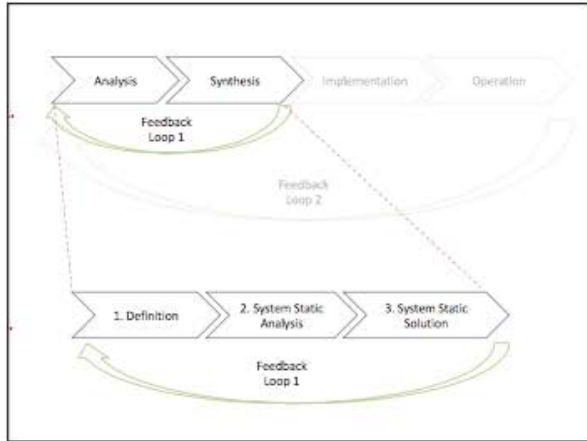 Analysis
Synthesis
Implementation
Operation
Feedback
Loop 1
Feedback
Loop 2
1. Definition
2. System Static
Analysis
3. System Static
Solution
Feedback
Loop 1